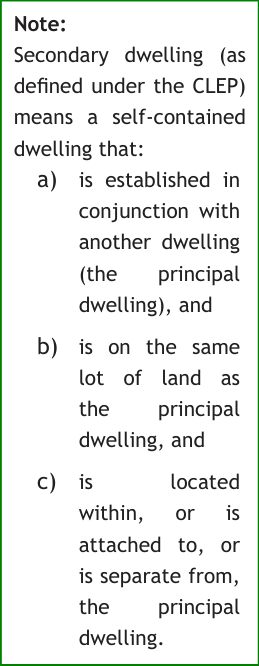 Note:
Secondary dwelling (as
defined under the CLEP)
means a self-contained
dwelling that:
a) is established in
conjunction with
another dwelling
(the principal
dwelling), and
b) is on the same
lot of land as
the principal
dwelling, and
c) is located
within, or is
attached to, or
is separate from,
the principal
dwelling.